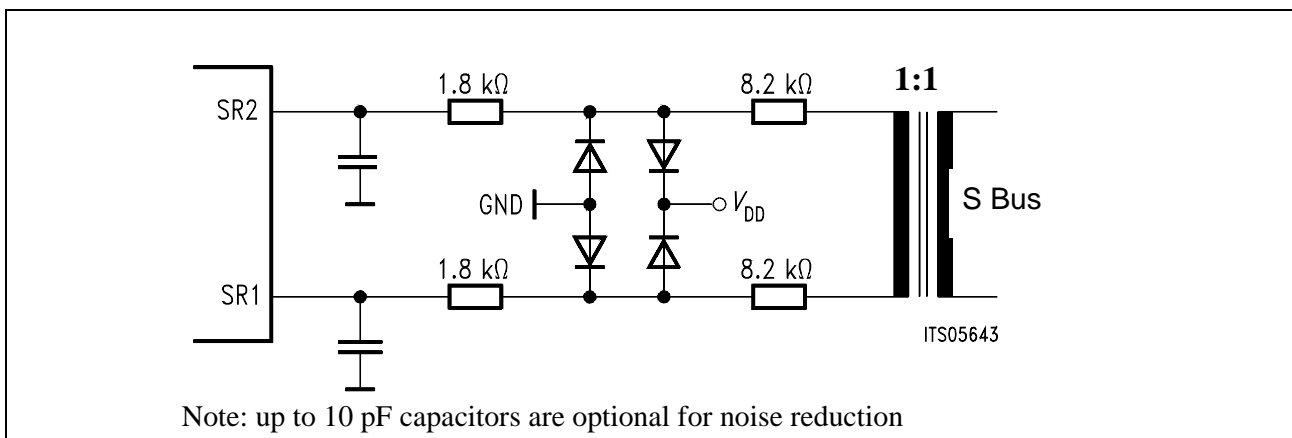 1.8 kΩ
8.2 kΩ
1:1
SR2
GND
V_DD
S Bus
1.8 kΩ
8.2 kΩ
SR1
ITS05643
Note: up to 10 pF capacitors are optional for noise reduction